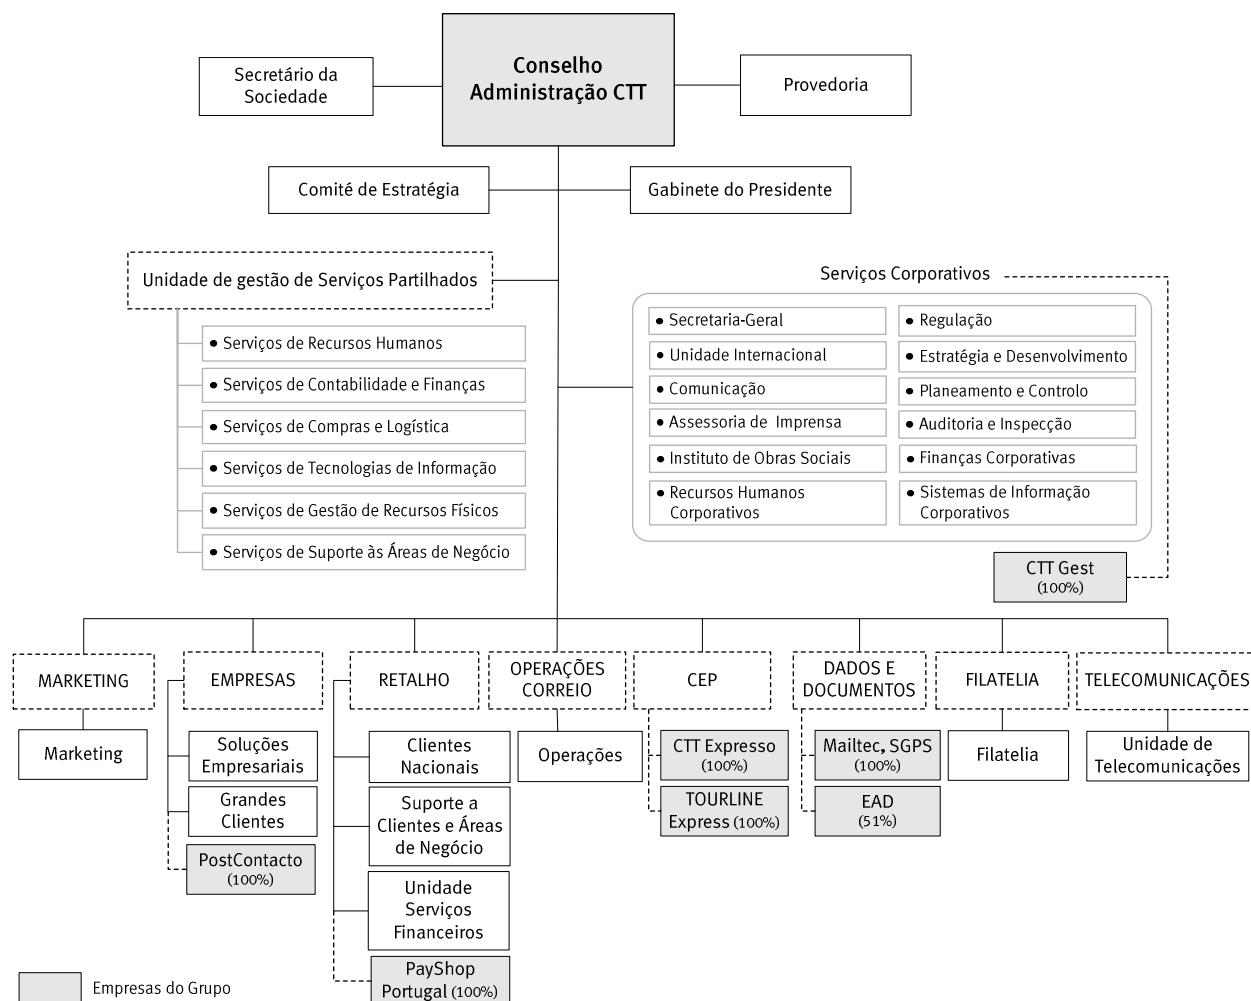 Conselho
Administração CTT
Secretário da
Sociedade
Provedoria
Comité de Estratégia
Gabinete do Presidente
Unidade de gestão de Serviços Partilhados
• Serviços de Recursos Humanos
• Serviços de Contabilidade e Finanças
• Serviços de Compras e Logística
• Serviços de Tecnologias de Informação
• Serviços de Gestão de Recursos Físicos
• Serviços de Suporte às Áreas de Negócio
Serviços Corporativos
• Secretaria-Geral
• Unidade Internacional
• Comunicação
• Assessoria de Imprensa
• Instituto de Obras Sociais
• Recursos Humanos
Corporativos
• Regulação
• Estratégia e Desenvolvimento
• Planeamento e Controlo
• Auditoria e Inspecção
• Finanças Corporativas
• Sistemas de Informação
Corporativos
CTT Gest
(100%)
MARKETING
Marketing
EMPRESAS
Soluções
Empresariais
Grandes
Clientes
PostContacto
(100%)
RETALHO
Clientes
Nacionais
Suporte a
Clientes e Áreas
de Negócio
Unidade
Serviços
Financeiros
PayShop
Portugal (100%)
OPERAÇÕES
CORREIO
Operações
CEP
CTT Expresso
(100%)
TOURLINE
Express (100%)
DADOS E
DOCUMENTOS
Mailtec, SGPS
(100%)
EAD
(51%)
FILATELIA
Filatelia
TELECOMUNICAÇÕES
Unidade de
Telecomunicações
Empresas do Grupo